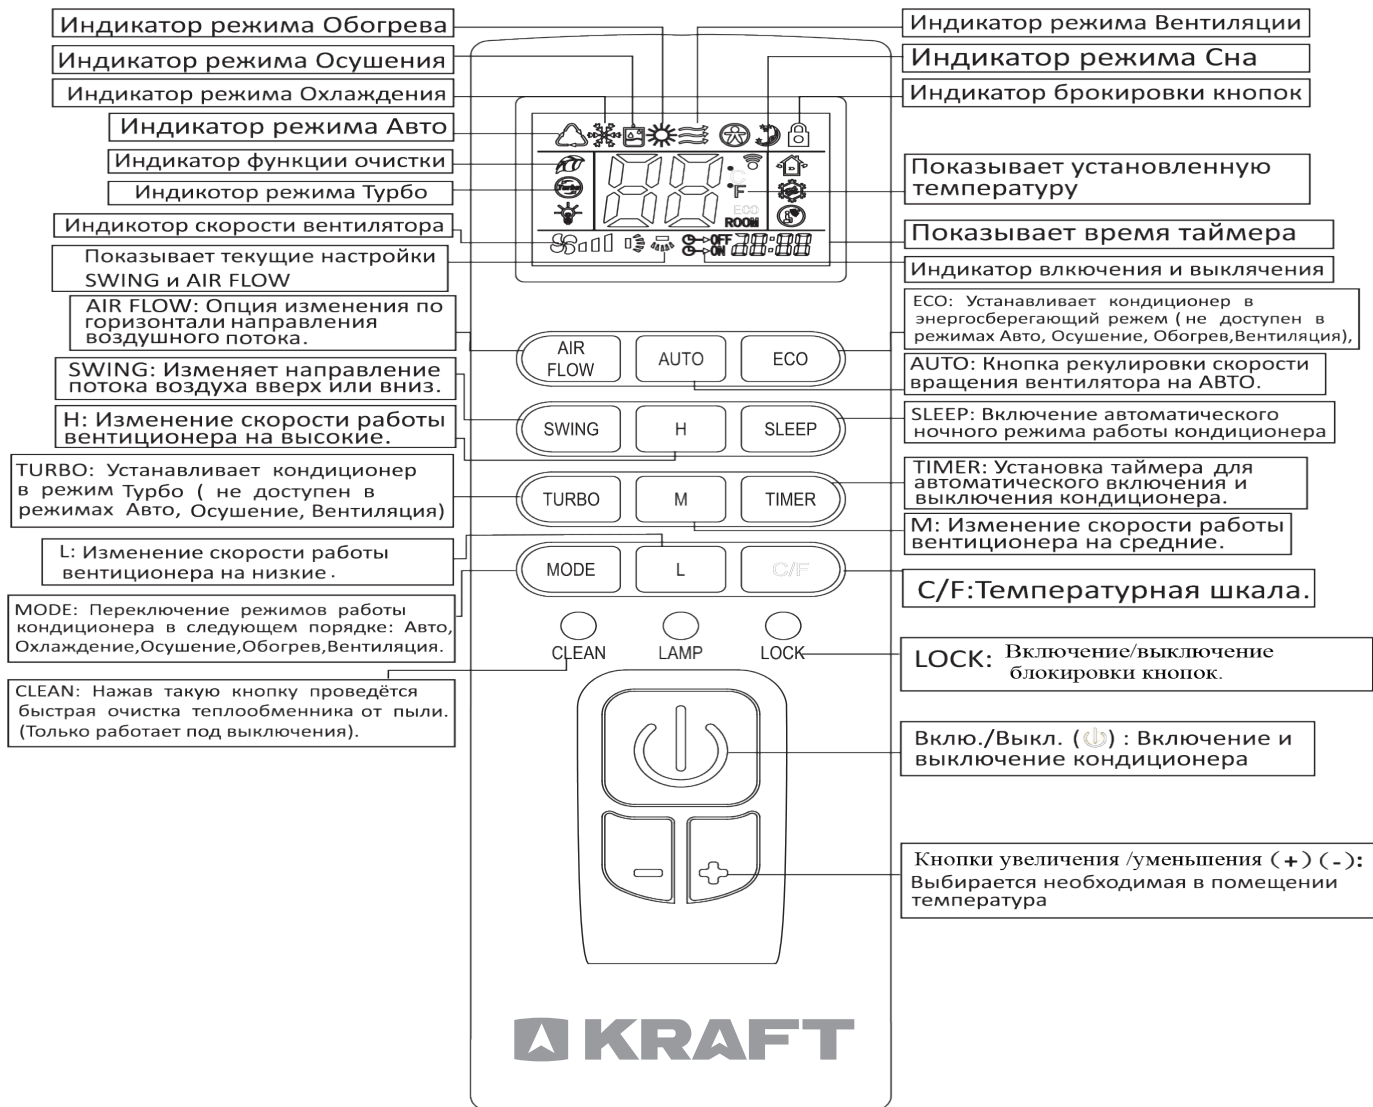 Индикатор режима Обогрева
Индикатор режима Осушения
Индикатор режима Охлаждения
Индикатор режима Авто
Индикатор функции очистки
Индикотор режима Турбо
Индикотор скорости вентилятора
Показывает текущие настройки
SWING и AIR FLOW
AIR FLOW: Опция изменения по
горизонтали направления
воздушного потока.
SWING: Изменяет направление
потока воздуха вверх или вниз.
H: Изменение скорости работы
вентиционера на высокие.
TURBO: Устанавливает кондиционер
в режим Турбо ( не доступен в
режимах Авто, Осушение, Вентиляция)
L: Изменение скорости работы
вентиционера на низкие .
MODE: Переключение режимов работы
кондиционера в следующем порядке: Авто,
Охлаждение,Осушение,Обогрев,Вентиляция.
CLEAN: Нажав такую кнопку проведётся
быстрая очистка теплообменника от пыли.
(Только работает под выключения).
Turbo
88
°C
°F
ECO
ROOM
OFF
ON
88:88
AIR
FLOW
AUTO
ECO
SWING
H
SLEEP
TURBO
M
TIMER
MODE
L
C/F
CLEAN
LAMP
LOCK
KRAFT
Индикатор режима Вентиляции
Индикатор режима Сна
Индикатор брокировки кнопок
Показывает установленную
температуру
Показывает время таймера
Индикатор влкючения и выклячения
ECO: Устанавливает кондиционер в
энергосберегающий режем ( не доступен в
режимах Авто, Осушение, Обогрев,Вентиляция),
AUTO: Кнопка рекулировки скорости
вращения вентилятора на АВТО.
SLEEP: Включение автоматического
ночного режима работы кондиционера
TIMER: Установка таймера для
автоматического включения и
выключения кондиционера.
M: Изменение скорости работы
вентиционера на средние.
C/F:Температурная шкала.
LOCK: Включение/выключение
блокировки кнопок.
Вклю./Выкл. ( ) : Включение и
выключение кондиционера
Кнопки увеличения /уменьшения (+) (-):
Выбирается необходимая в помещении
температура